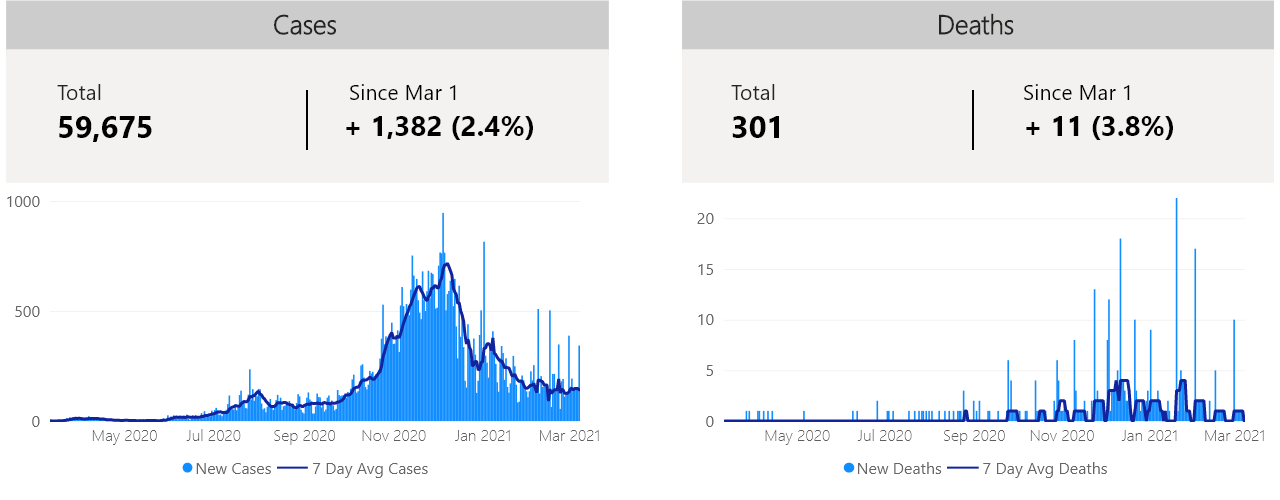 Cases
Total
Since Mar 1
59,675
+ 1,382 (2.4%)
1000
500
0
May 2020 Jul 2020 Sep 2020 Nov 2020 Jan 2021 Mar 2021
New Cases 7 Day Avg Cases
Deaths
Total
Since Mar 1
301
+ 11 (3.8%)
20
15
10
5
0
May 2020 Jul 2020 Sep 2020 Nov 2020 Jan 2021 Mar 2021
New Deaths 7 Day Avg Deaths